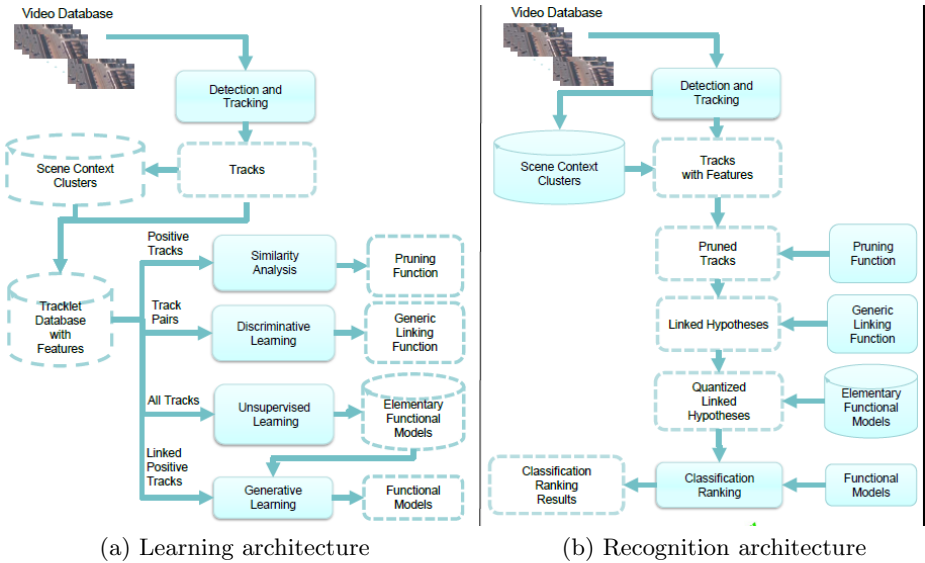 Video Database
Detection and
Tracking
Scene Context
Clusters
Tracks
Positive
Tracks
Similarity
Analysis
Pruning
Function
Tracklet
Database
with
Features
Track
Pairs
Discriminative
Learning
Generic
Linking
Function
All Tracks
Unsupervised
Learning
Elementary
Functional
Models
Linked
Positive
Tracks
Generative
Learning
Functional
Models
(a) Learning architecture
Video Database
Detection and
Tracking
Scene Context
Clusters
Tracks
with Features
Pruned
Tracks
Pruning
Function
Linked Hypotheses
Generic
Linking
Function
Quantized
Linked
Hypotheses
Elementary
Functional
Models
Classification
Ranking
Results
Classification
Ranking
Functional
Models
(b) Recognition architecture